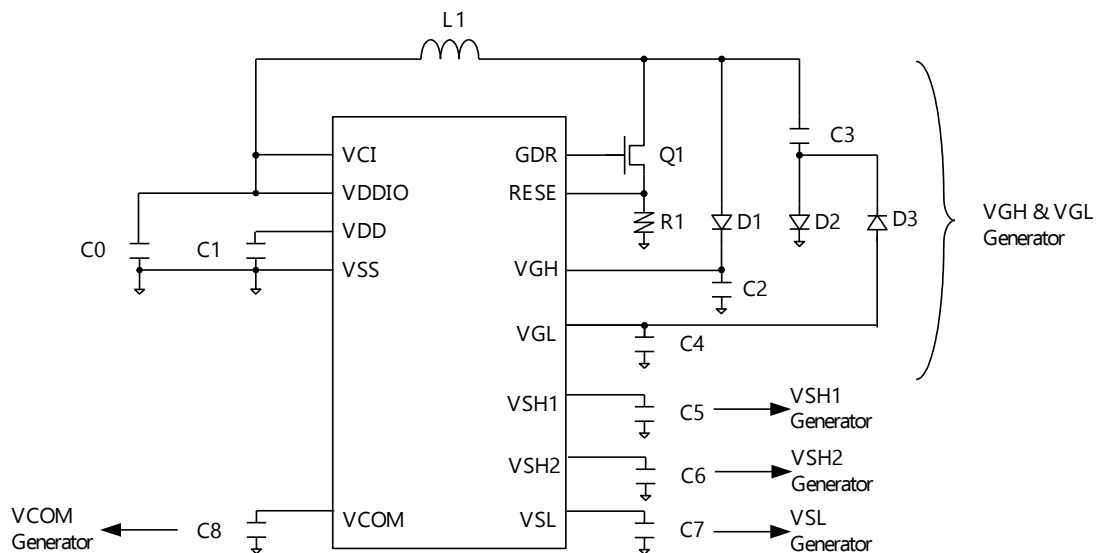 L1
C3
VCI
GDR
Q1
VDDIO
RESE
VDD
R1
D1
D2
D3
VGH & VGL
Generator
C0
C1
VSS
VGH
C2
VGL
C4
VSH1
C5
VSH1
Generator
VSH2
C6
VSH2
Generator
VCOM
Generator
C8
VCOM
VSL
C7
VSL
Generator